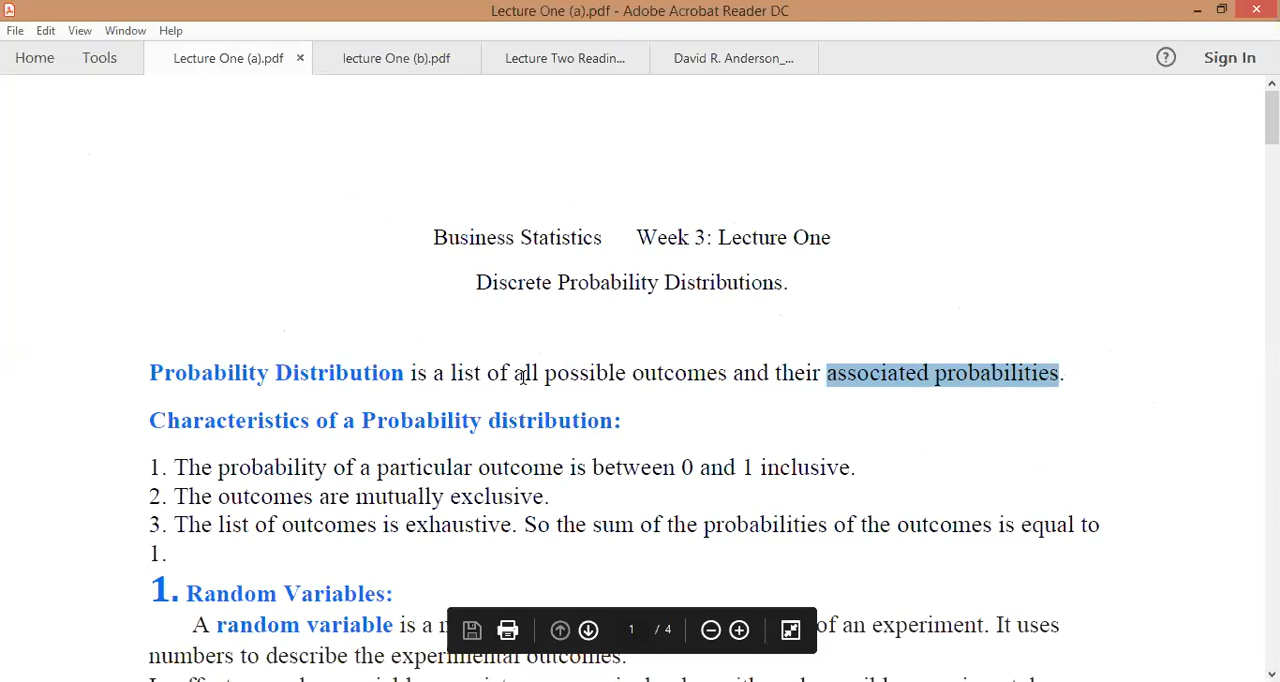 Lecture One (a).pdf - Adobe Acrobat Reader DC
File Edit View Window Help
Home Tools Lecture One (a).pdf × lecture One (b).pdf Lecture Two Readin... David R. Anderson_... ? Sign In
Business Statistics Week 3: Lecture One
Discrete Probability Distributions.
Probability Distribution is a list of all possible outcomes and their associated probabilities.
Characteristics of a Probability distribution:
1. The probability of a particular outcome is between 0 and 1 inclusive.
2. The outcomes are mutually exclusive.
3. The list of outcomes is exhaustive. So the sum of the probabilities of the outcomes is equal to
1.
1. Random Variables:
A random variable is a of an experiment. It uses
1 / 4
numbers to describe the experimental outcomes.